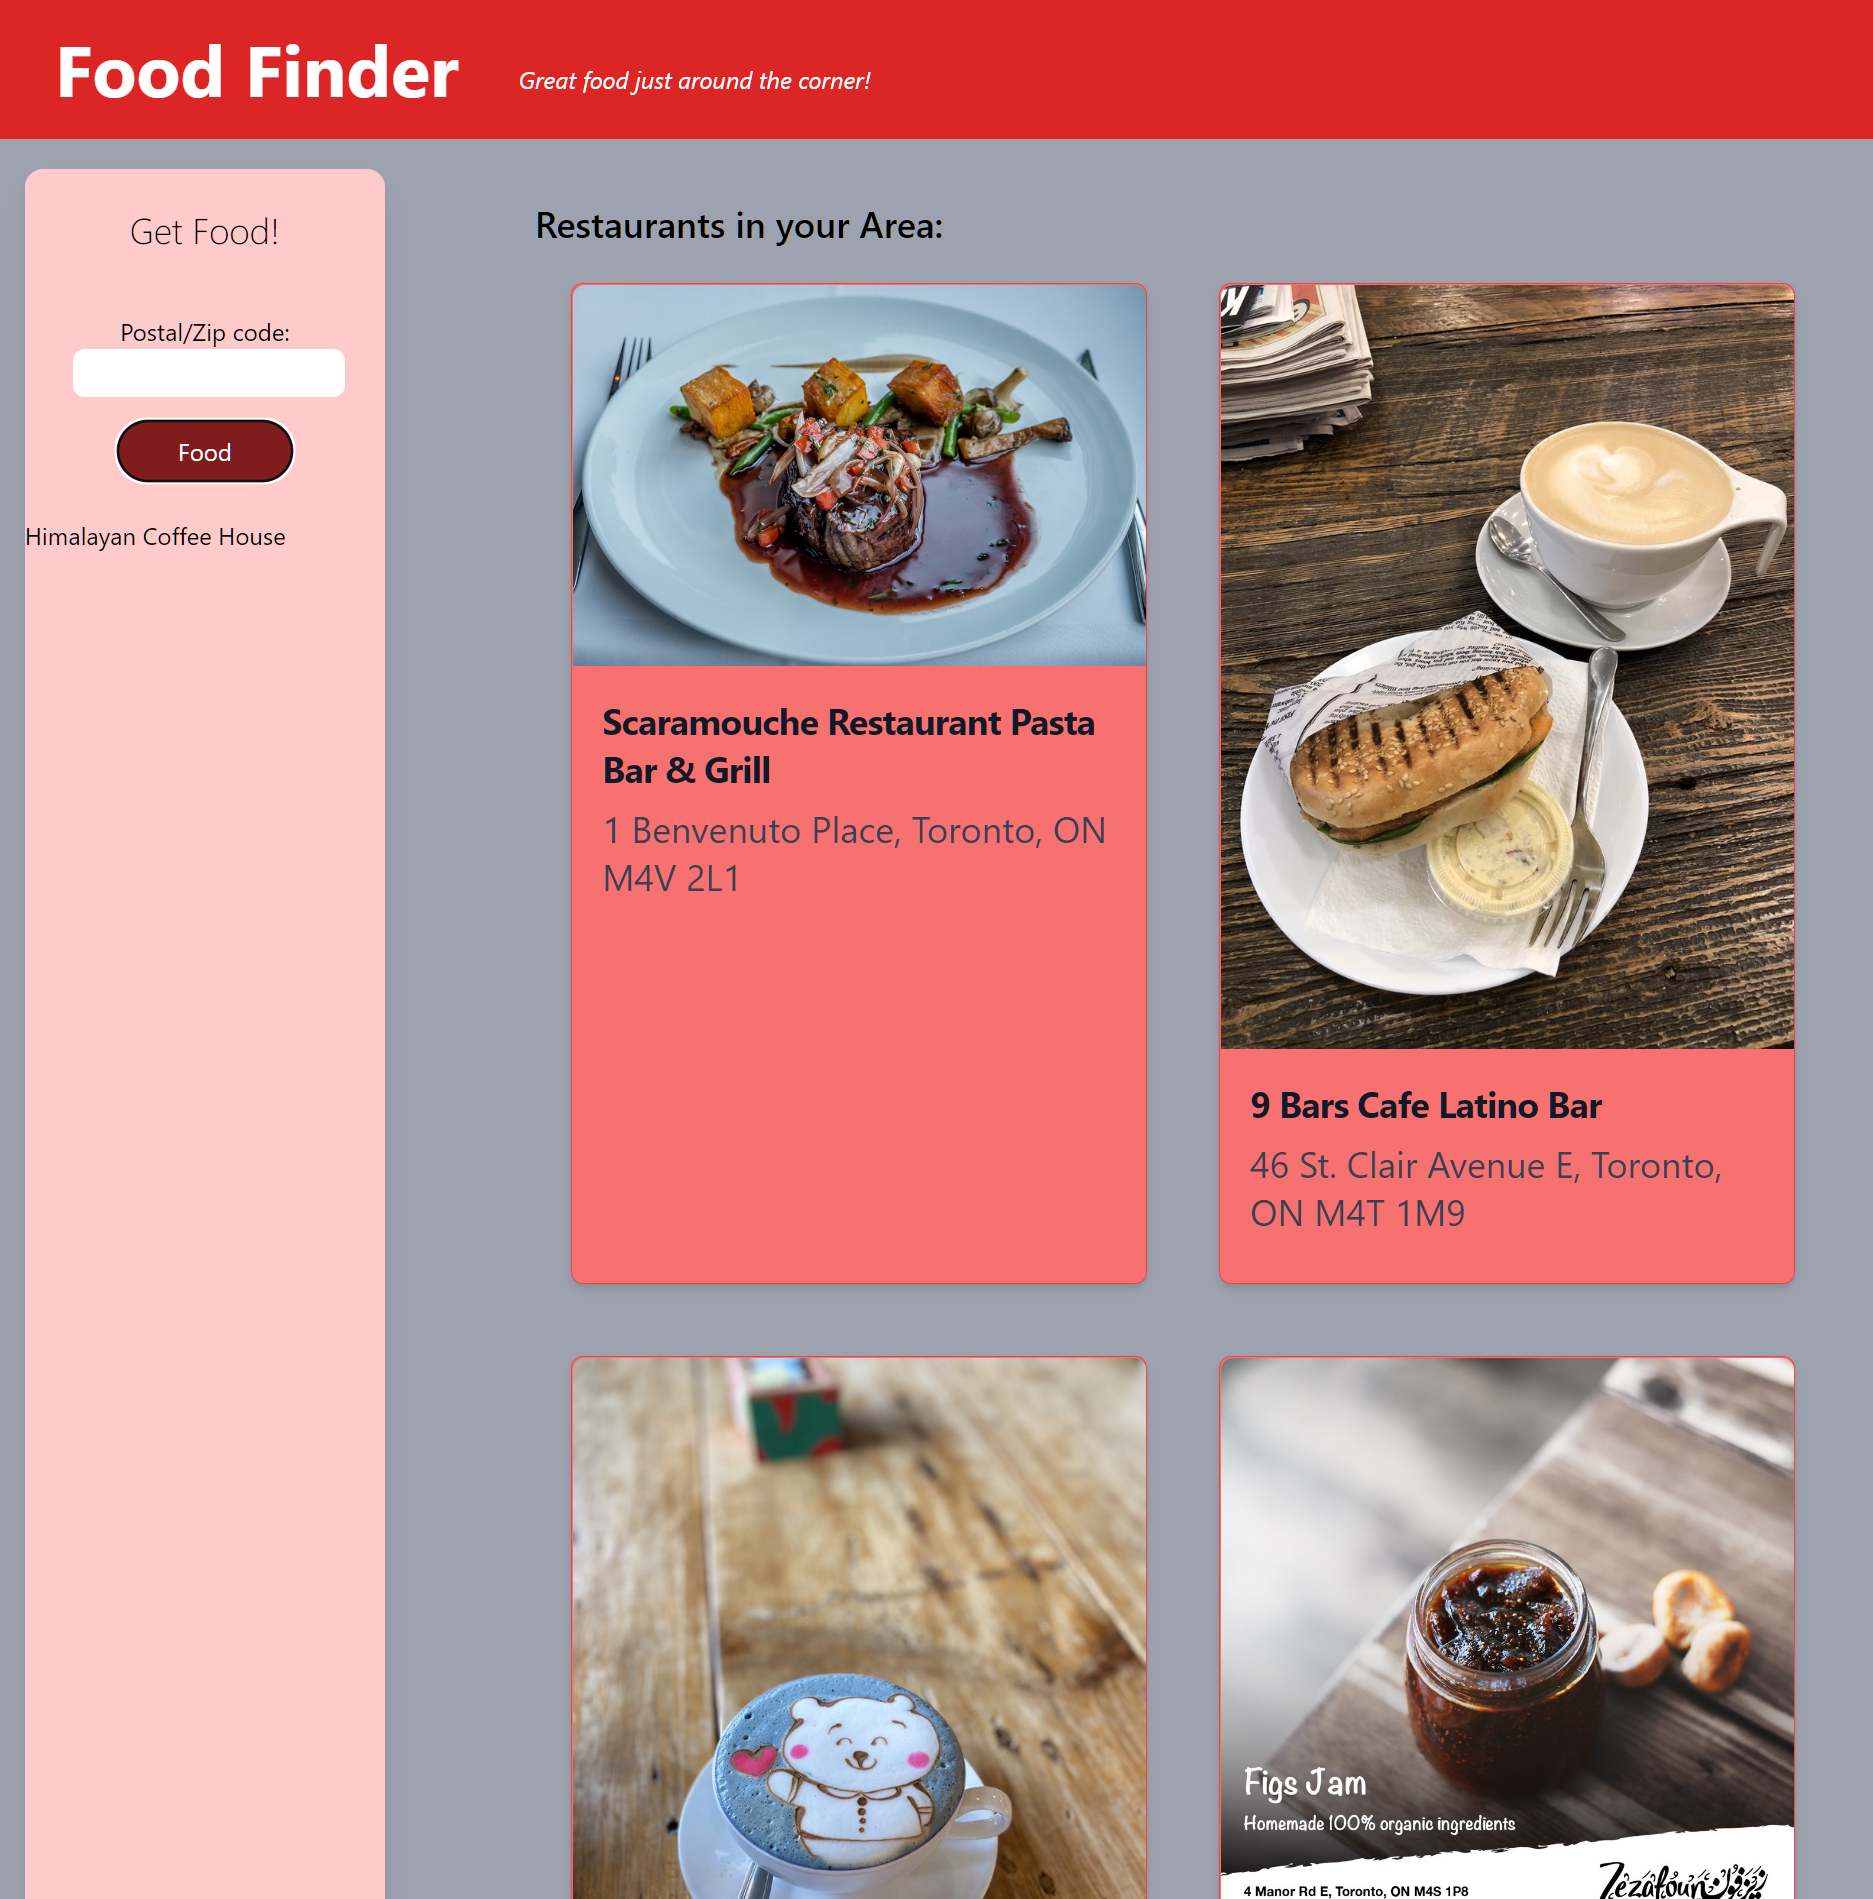 Food Finder
Great food just around the corner!
Get Food!
Postal/Zip code:
Food
Himalayan Coffee House
Restaurants in your Area:
Scaramouche Restaurant Pasta
Bar & Grill
1 Benvenuto Place, Toronto, ON
M4V 2L1
9 Bars Cafe Latino Bar
46 St. Clair Avenue E, Toronto,
ON M4T 1M9
Figs Jam
Homemade 100% organic ingredients
4 Manor Rd E, Toronto, ON M4S 1P8
Zezafoun